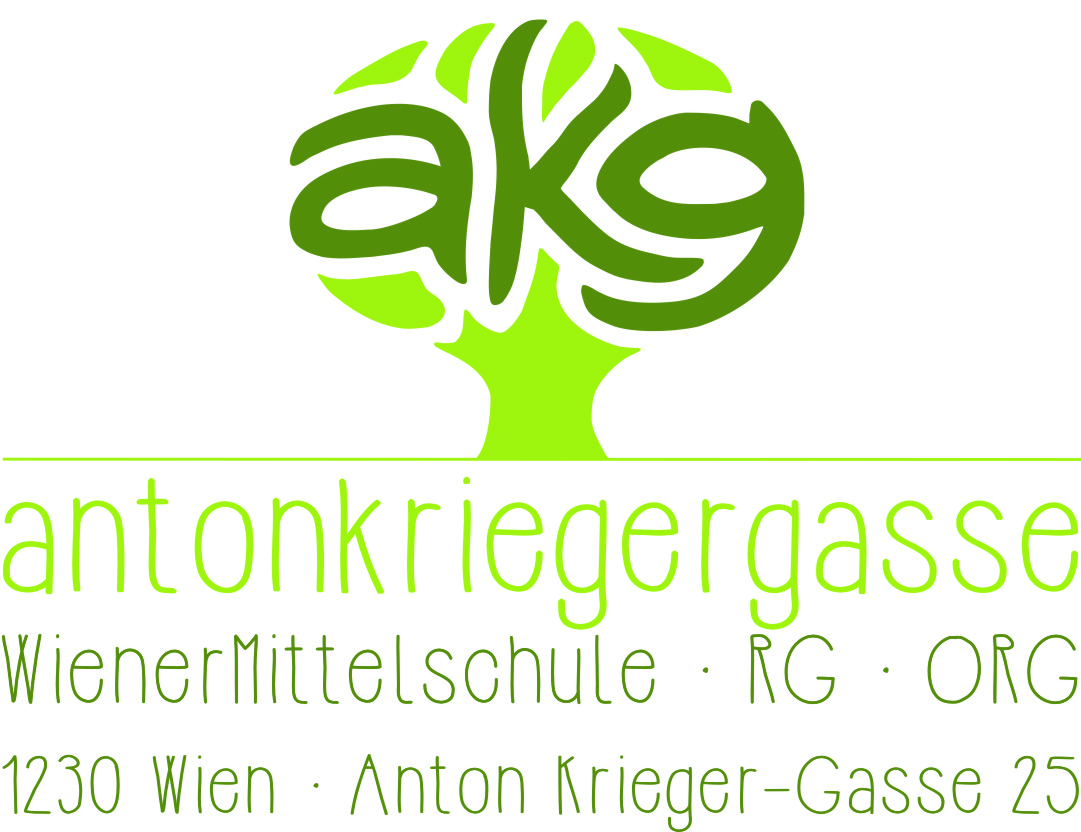 akg
antonkriegergasse
WienerMittelschule · RG · ORG
1230 Wien · Anton Krieger-Gasse 25